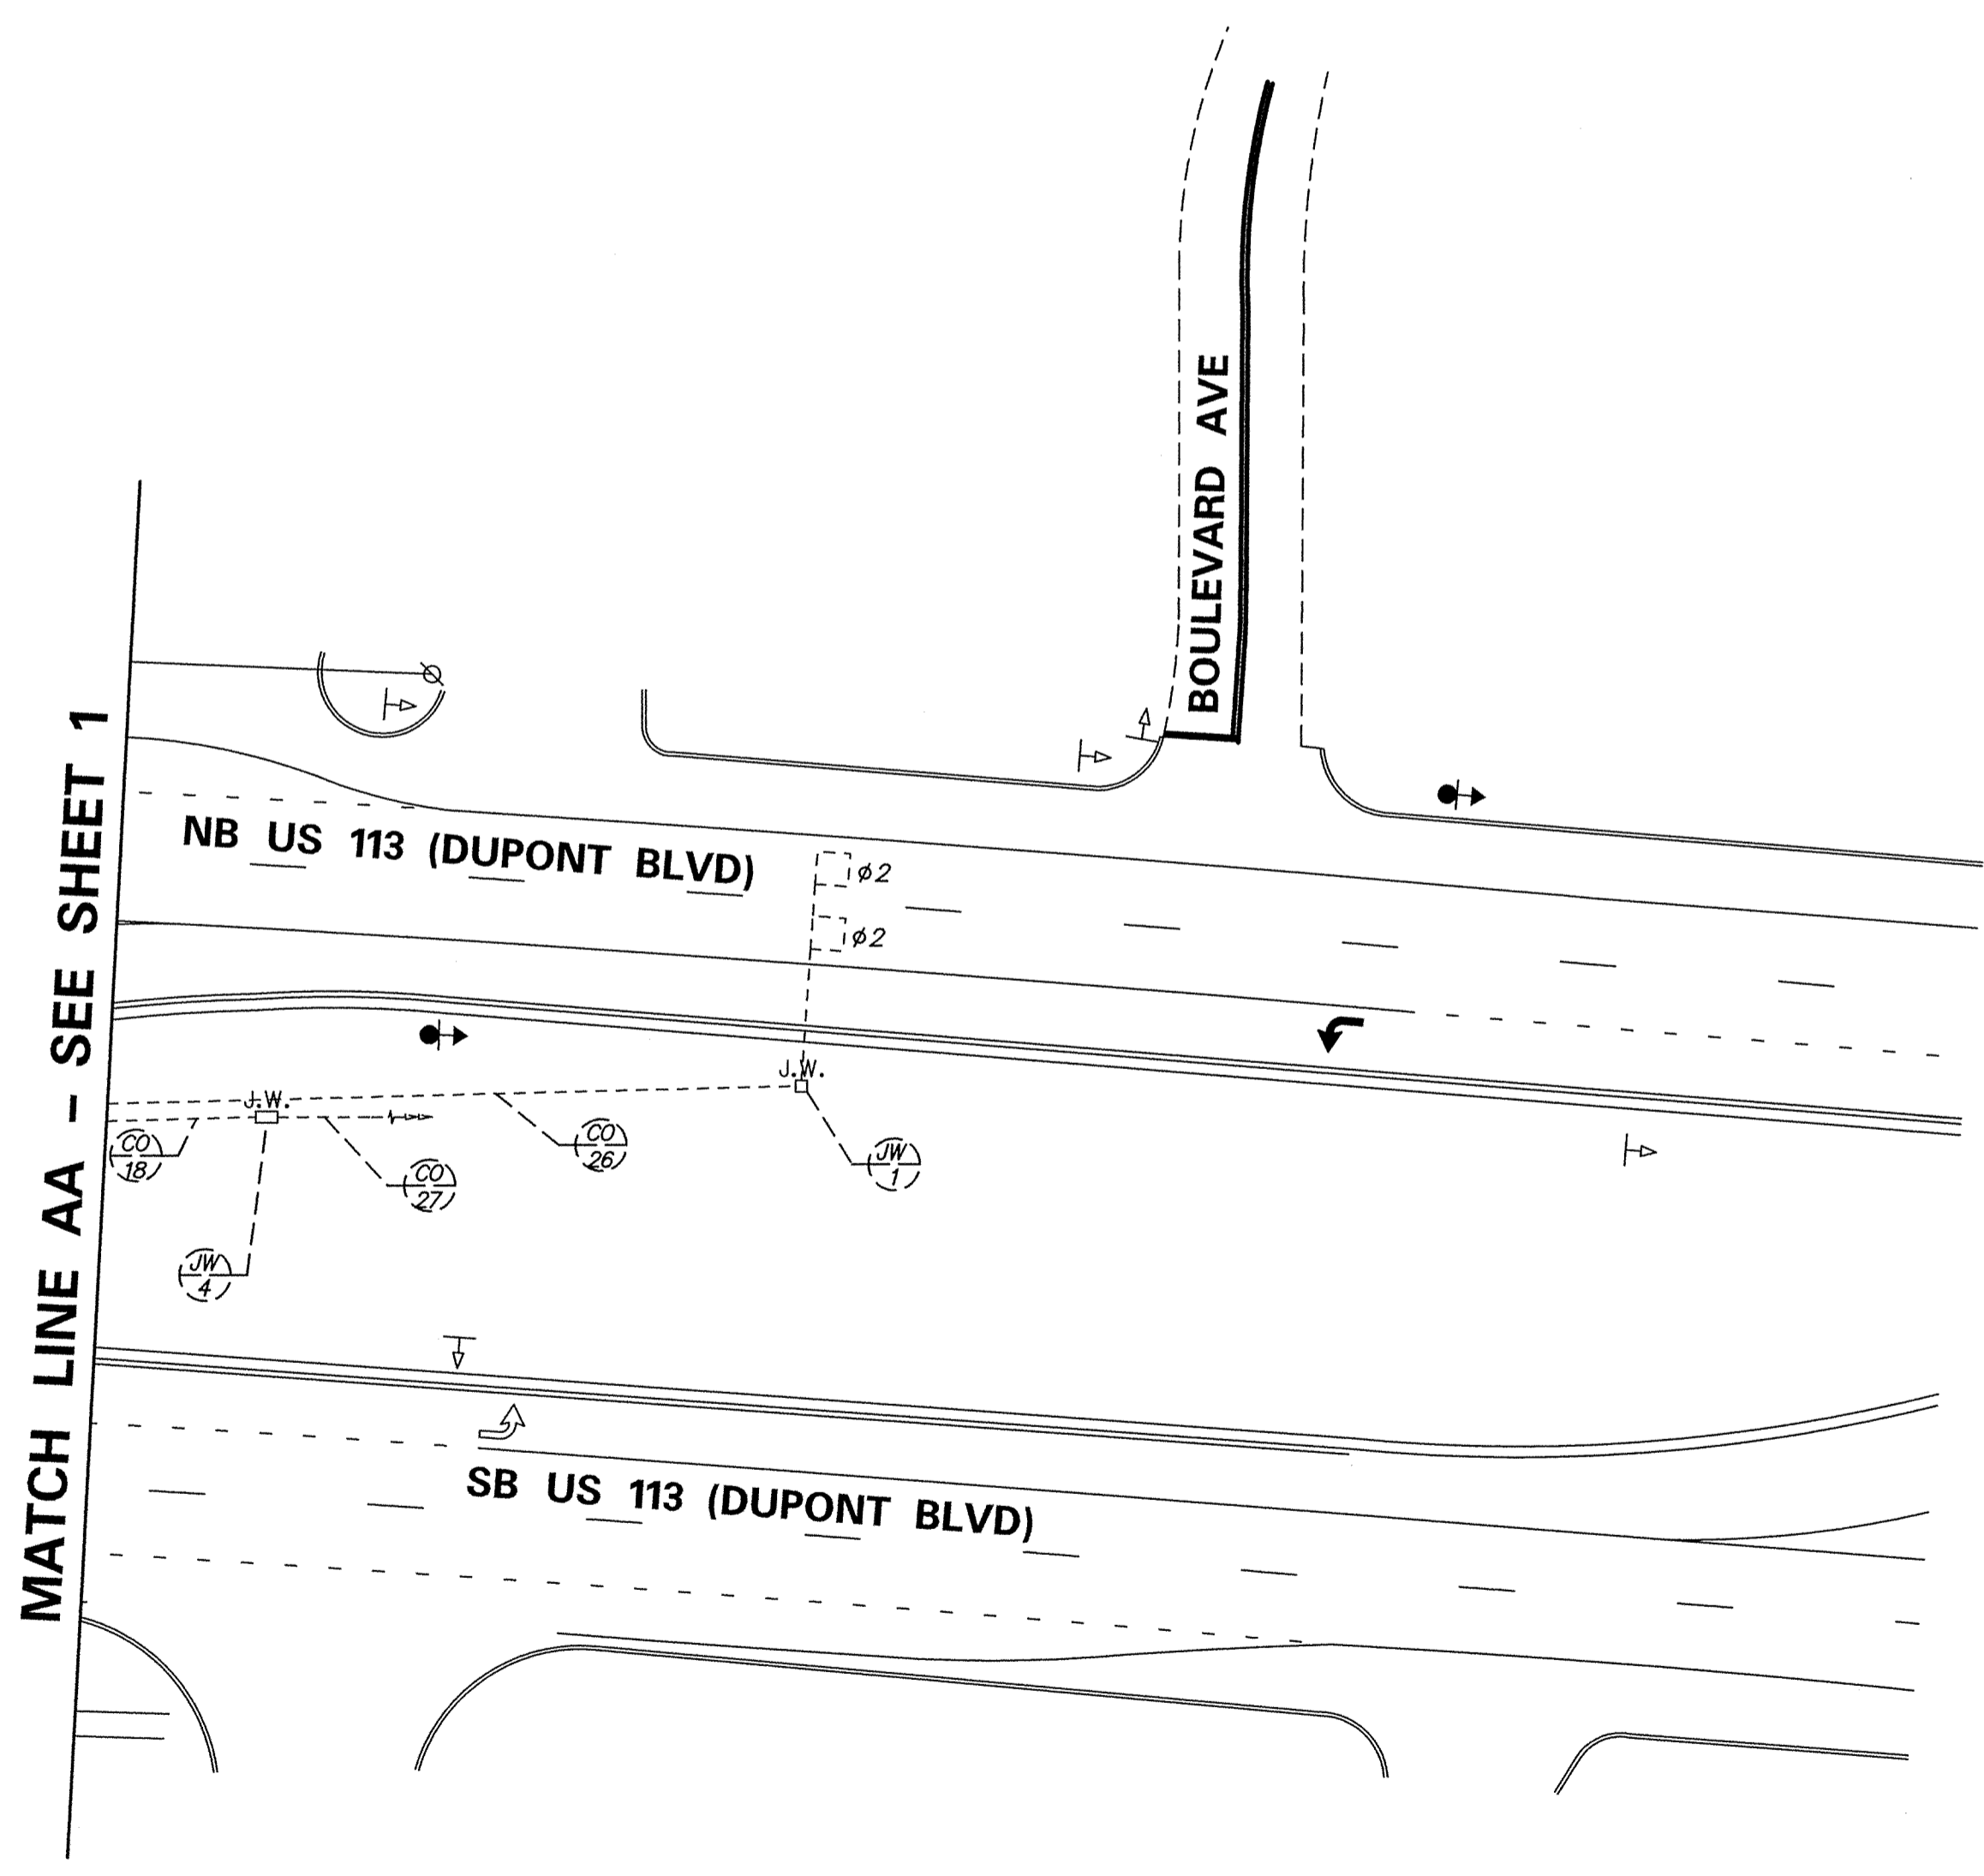 BOULEVARD AVE
MATCH LINE AA - SEE SHEET 1
NB US 113 (DUPONT BLVD)
ø2
ø2
J.W.
J.W.
CO
18
CO
26
CO
27
JW
1
JW
4
SB US 113 (DUPONT BLVD)